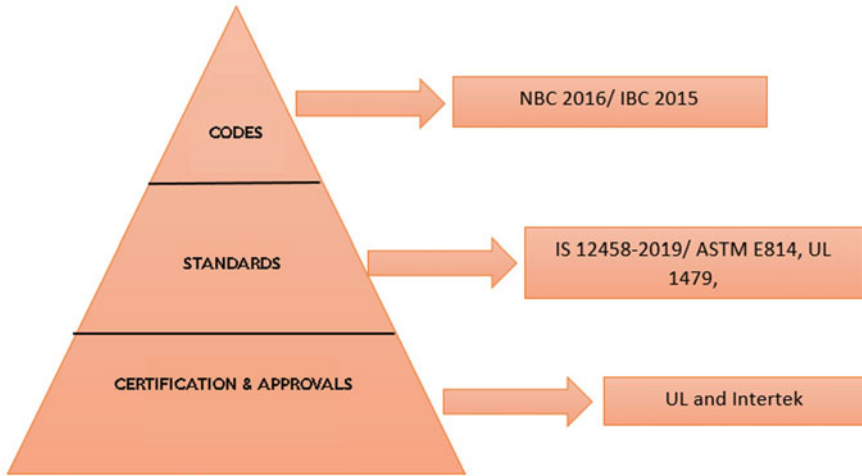 CODES
NBC 2016/ IBC 2015
STANDARDS
IS 12458-2019/ ASTM E814, UL
1479,
CERTIFICATION & APPROVALS
UL and Intertek